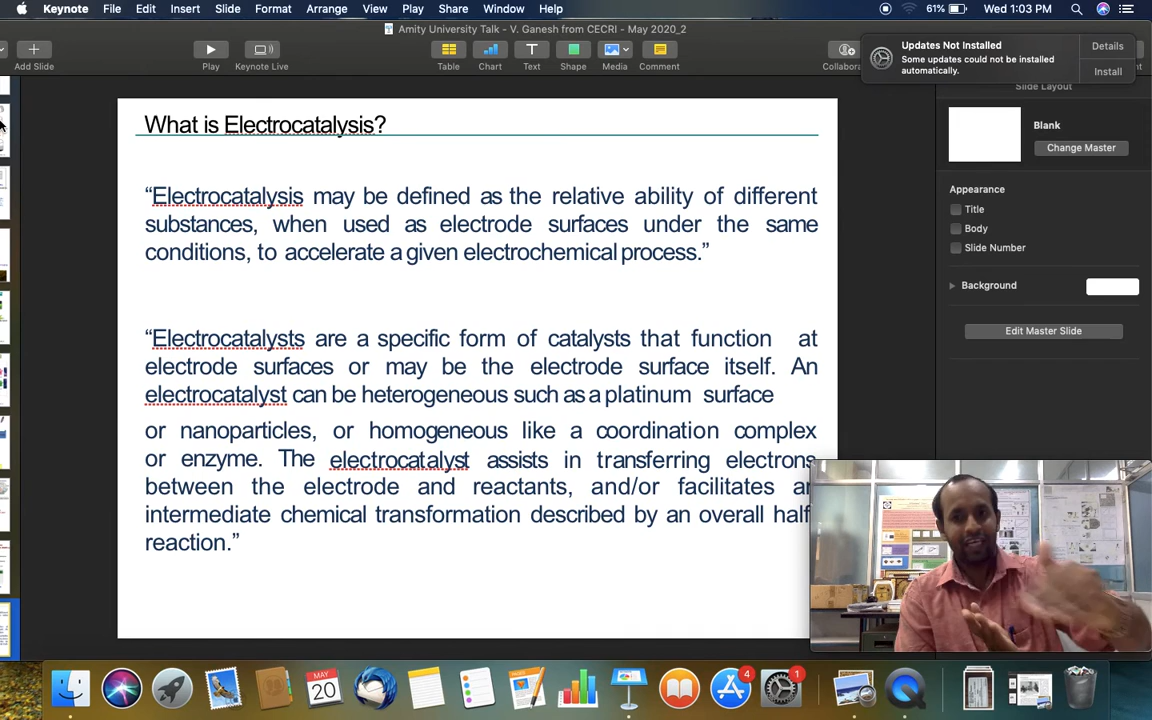 Keynote File Edit Insert Slide Format Arrange View Play Share Window Help 61% Wed 1:03 PM
Amity University Talk - V. Ganesh from CECRI - May 2020_2
Add Slide Play Keynote Live Table Chart Text Shape Media Comment
Updates Not Installed
Some updates could not be installed
automatically.
Details
Install
Slide Layout
Blank
Change Master
Appearance
Title
Body
Slide Number
Background
Edit Master Slide
What is Electrocatalysis?
“Electrocatalysis may be defined as the relative ability of different
substances, when used as electrode surfaces under the same
conditions, to accelerate a given electrochemical process.”
“Electrocatalysts are a specific form of catalysts that function at
electrode surfaces or may be the electrode surface itself. An
electrocatalyst can be heterogeneous such as a platinum surface
or nanoparticles, or homogeneous like a coordination complex
or enzyme. The electrocatalyst assists in transferring electrons
between the electrode and reactants, and/or facilitates
intermediate chemical transformation described by an overall half
reaction.”
MAY
20
4
1